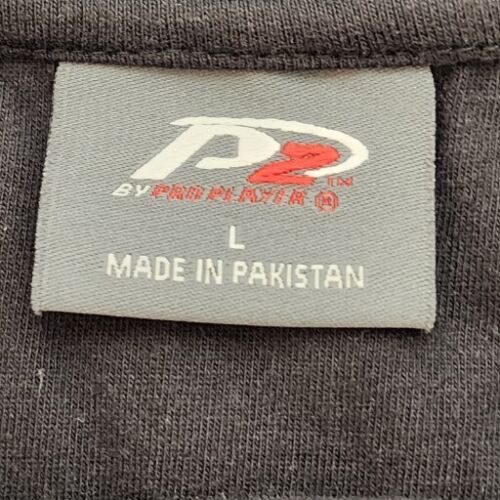 P2 TM
BY PRO PLAYER ®
L
MADE IN PAKISTAN